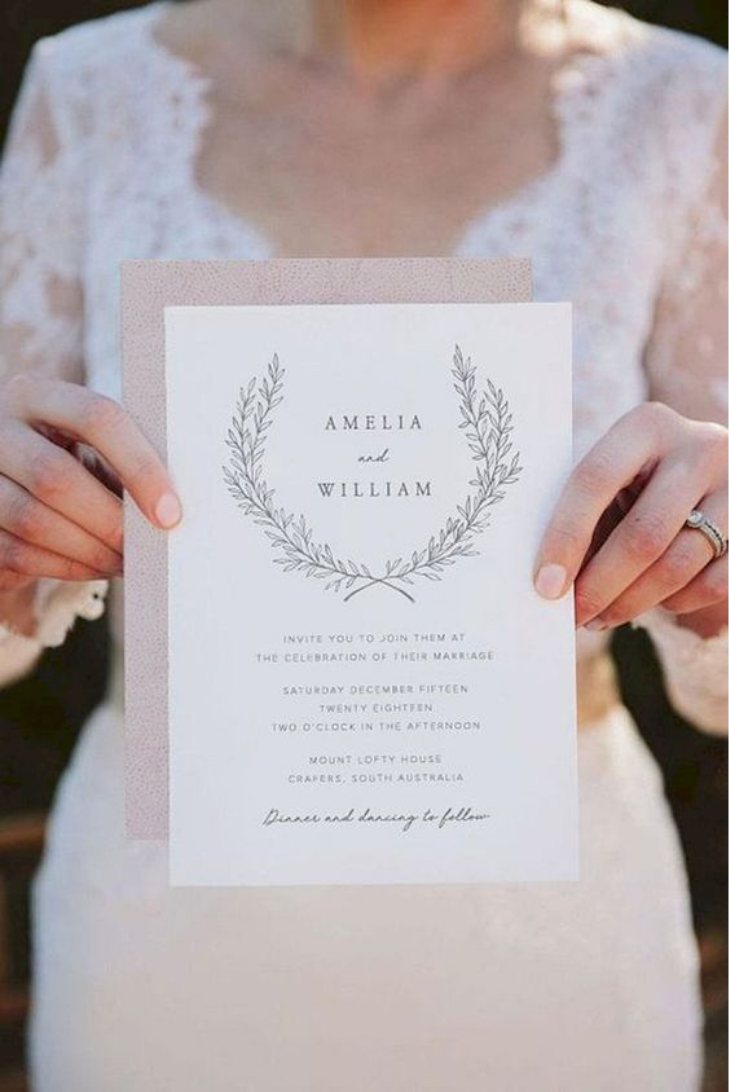 AMELIA
and
WILLIAM
INVITE YOU TO JOIN THEM AT
THE CELEBRATION OF THEIR MARRIAGE
SATURDAY DECEMBER FIFTEEN
TWENTY EIGHTEEN
TWO O'CLOCK IN THE AFTERNOON
MOUNT LOFTY HOUSE
CRAFERS, SOUTH AUSTRALIA
Dinner and dancing to follow